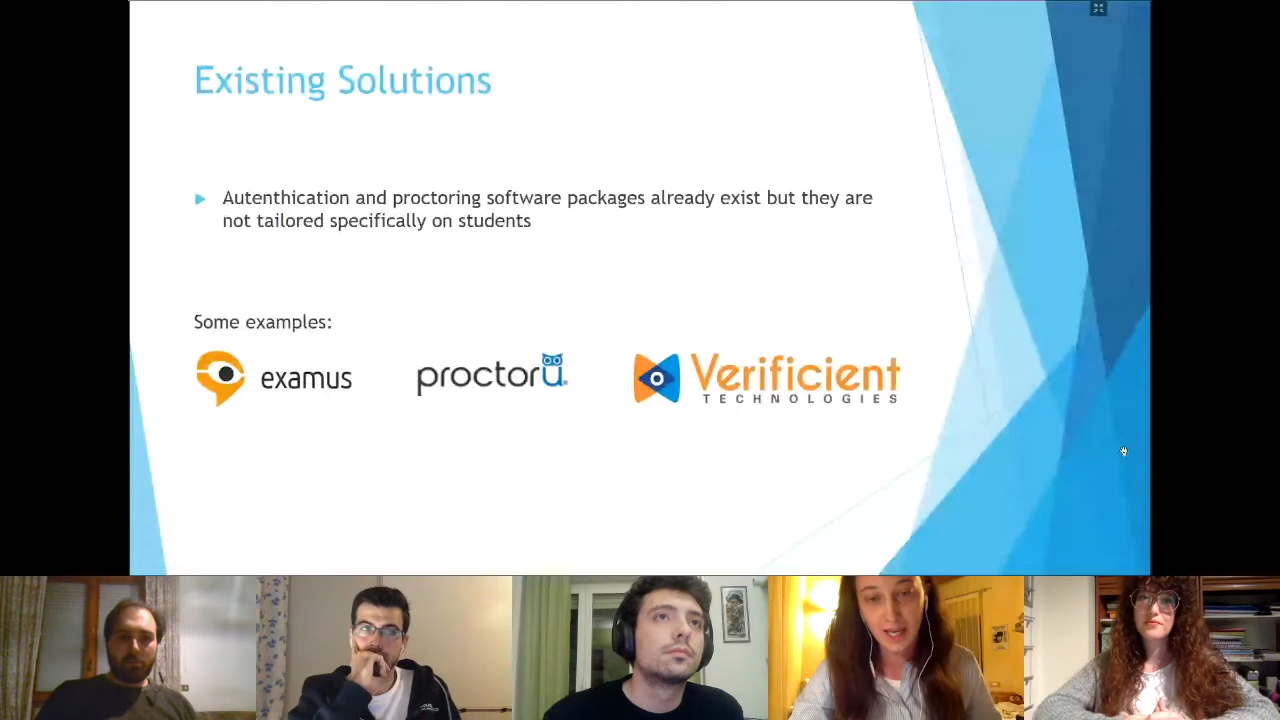 Existing Solutions
Autenthication and proctoring software packages already exist but they are
not tailored specifically on students
Some examples:
examus
proctoru
Verificient
TECHNOLOGIES